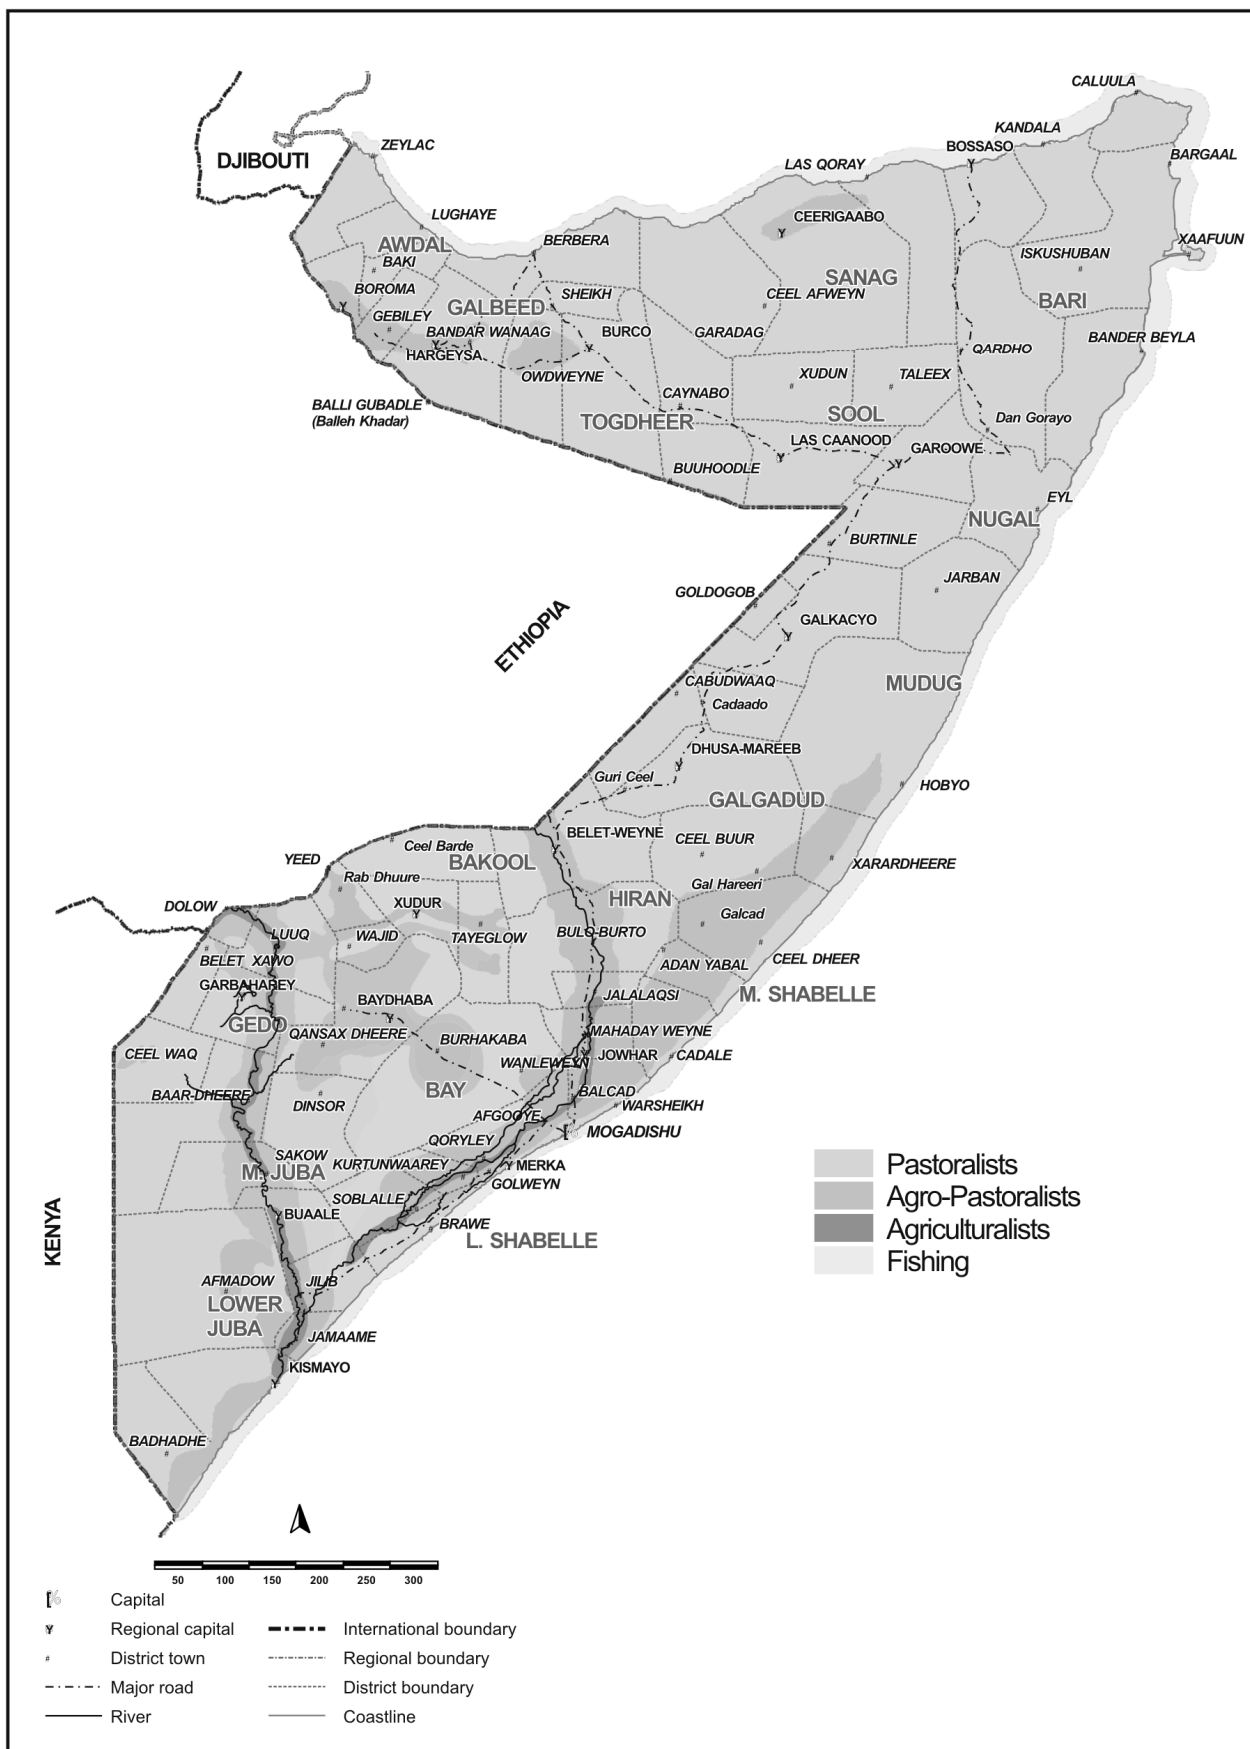 CALUULA
KANDALA
BOSSASO
ZEYLAC
DJIBOUTI
LAS QORAY
BARGAAL
CEERIGAABO
LUGHAYE
BERBERA
XAAFUUN
AWDAL
BAKI
ISKUSHUBAN
SANAG
BOROMA
SHEIKH
CEEL AFWEYN
BARI
GALBEED
GEBILEY
BANDAR WANAAG
BURCO
GARADAG
BANDER BEYLA
HARGEYSA
QARDHO
OWDWEYNE
XUDUN
TALEEX
CAYNABO
BALLI GUBADLE
(Balleh Khadar)
TOGDHEER
SOOL
Dan Gorayo
LAS CAANOOD
GAROOWE
BUUHOODLE
EYL
NUGAL
BURTINLE
JARBAN
GOLDOGOB
GALKACYO
ETHIOPIA
CABUDWAAQ
MUDUG
Cadaado
DHUSA-MAREEB
Guri Ceel
HOBYO
GALGADUD
BELET-WEYNE
CEEL BUUR
Ceel Barde
YEED
BAKOOL
XARARDHEERE
Rab Dhuure
Gal Hareeri
HIRAN
XUDUR
DOLOW
Galcad
LUUQ
WAJID
TAYEGLOW
BULO-BURTO
BELET XAWO
ADAN YABAL
CEEL DHEER
GARBAHAREY
BAYDHABA
JALALAQSI
M. SHABELLE
GEDO
QANSAX DHEERE
BURHAKABA
MAHADAY WEYNE
CEEL WAQ
WANLEWEYN
JOWHAR
CADALE
BAAR-DHEERE
BAY
BALCAD
DINSOR
WARSHEIKH
AFGOOYE
MOGADISHU
QORYLEY
SAKOW
KURTUNWAAREY
MERKA
M. JUBA
GOLWEYN
SOBLALLE
BUAALE
BRAWE
L. SHABELLE
KENYA
AFMADOW
JILIB
LOWER
JUBA
JAMAAME
KISMAYO
BADHADHE
Pastoralists
Agro-Pastoralists
Agriculturalists
Fishing
50 100 150 200 250 300
Capital
Regional capital
International boundary
District town
Regional boundary
Major road
District boundary
River
Coastline